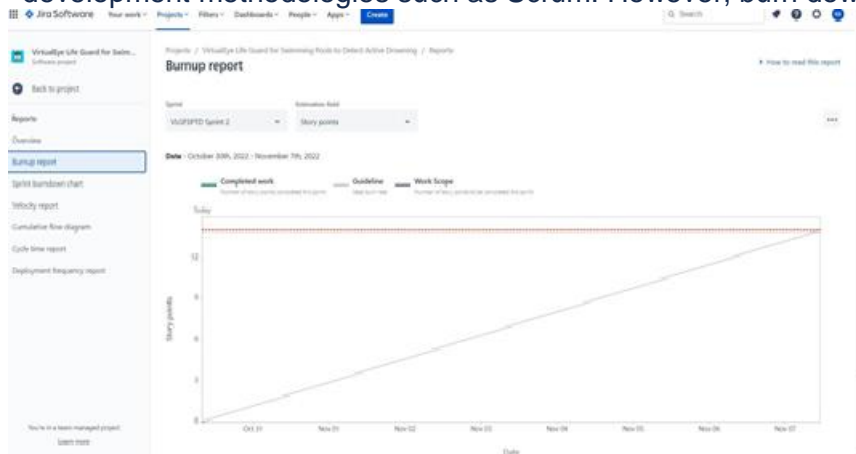 development methodologies such as Scrum. However, burn dow
Jira Software Your work Projects Filters Dashboards People Apps Create Search
VirtualEye Life Guard for Swim...
Software project
Projects / VirtualEye Life Guard for Swimming Pools to Detect Active Drowning / Reports
Burnup report
How to read this report
Back to project
Reports
Sprint
Estimation field
VLGFSPTD Sprint 2
Story points
Overview
Burnup report
Sprint burndown chart
Velocity report
Cumulative flow diagram
Cycle time report
Deployment frequency report
Date - October 30th, 2022 - November 7th, 2022
Completed work
Guideline
Work Scope
Today
12
9
6
3
0
Story points
Oct 31 Nov 01 Nov 02 Nov 03 Nov 04 Nov 05 Nov 06 Nov 07
Date
You're in a team-managed project
Learn more